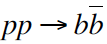 pp → bb̅